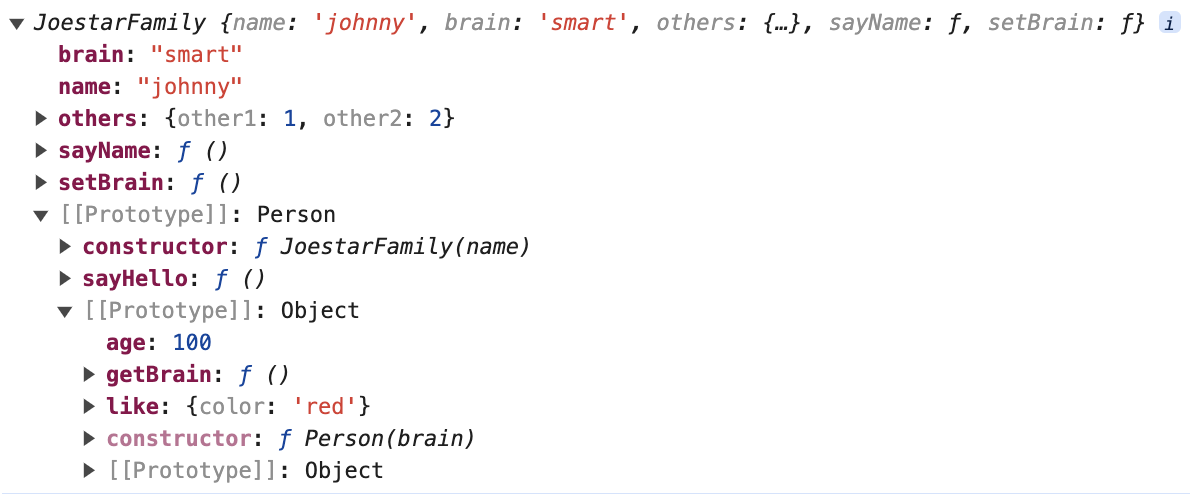 ▼ JoestarFamily {name: 'johnny', brain: 'smart', others: {…}, sayName: ƒ, setBrain: ƒ} i
brain: "smart"
name: "johnny"
▶ others: {other1: 1, other2: 2}
▶ sayName: ƒ ()
▶ setBrain: ƒ ()
▼ [[Prototype]]: Person
▶ constructor: ƒ JoestarFamily(name)
▶ sayHello: ƒ ()
▼ [[Prototype]]: Object
age: 100
▶ getBrain: ƒ ()
▶ like: {color: 'red'}
▶ constructor: ƒ Person(brain)
▶ [[Prototype]]: Object